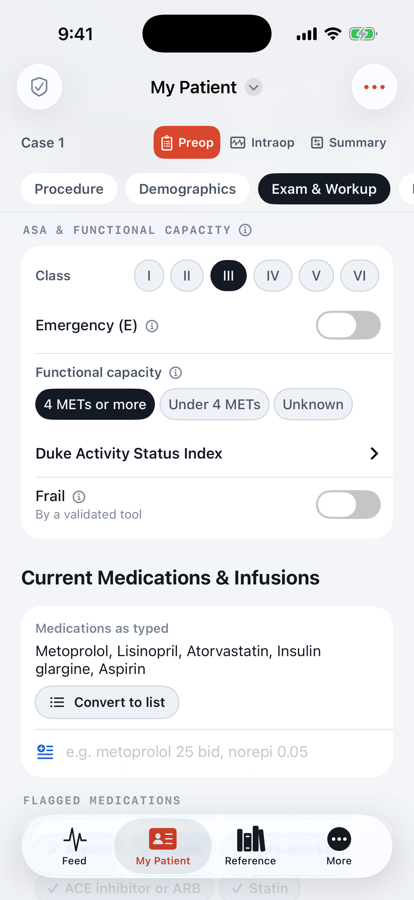 9:41
My Patient
Case 1
Preop
Intraop
Summary
Procedure
Demographics
Exam & Workup
ASA & FUNCTIONAL CAPACITY
Class
I
II
III
IV
V
VI
Emergency (E)
Functional capacity
4 METs or more
Under 4 METs
Unknown
Duke Activity Status Index
Frail
By a validated tool
Current Medications & Infusions
Medications as typed
Metoprolol, Lisinopril, Atorvastatin, Insulin
glargine, Aspirin
Convert to list
e.g. metoprolol 25 bid, norepi 0.05
FLAGGED MEDICATIONS
Feed
My Patient
Reference
More
ACE inhibitor or ARB
Statin